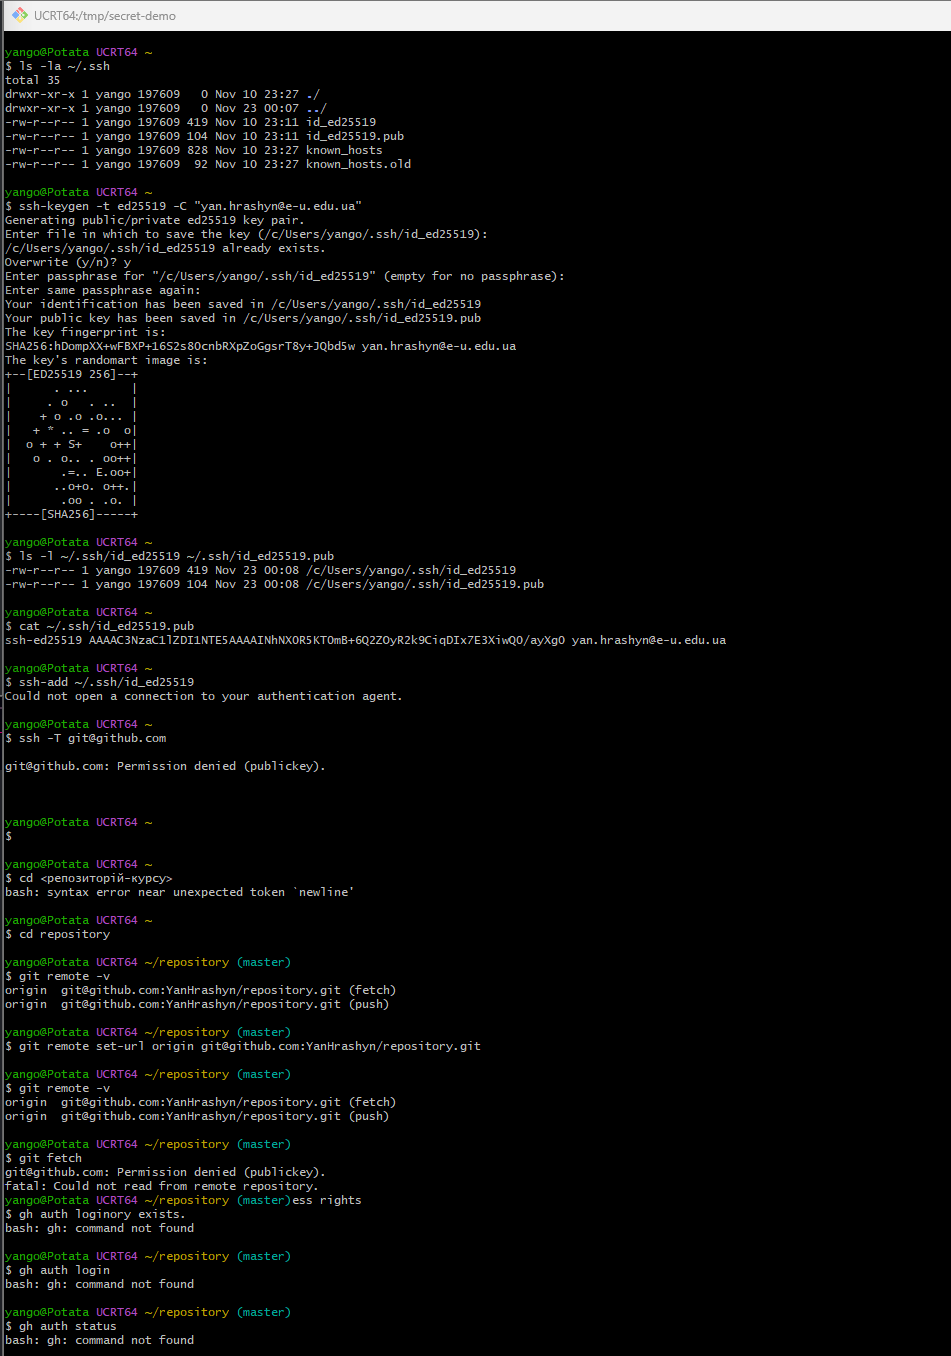 UCRT64:/tmp/secret-demo
yango@Potata UCRT64 ~
$ ls -la ~/.ssh
total 35
drwxr-xr-x 1 yango 197609   0 Nov 10 23:27 ./
drwxr-xr-x 1 yango 197609   0 Nov 23 00:07 ../
-rw-r--r-- 1 yango 197609 419 Nov 10 23:11 id_ed25519
-rw-r--r-- 1 yango 197609 104 Nov 10 23:11 id_ed25519.pub
-rw-r--r-- 1 yango 197609 828 Nov 10 23:27 known_hosts
-rw-r--r-- 1 yango 197609  92 Nov 10 23:27 known_hosts.old
yango@Potata UCRT64 ~
$ ssh-keygen -t ed25519 -C "yan.hrashyn@e-u.edu.ua"
Generating public/private ed25519 key pair.
Enter file in which to save the key (/c/Users/yango/.ssh/id_ed25519):
/c/Users/yango/.ssh/id_ed25519 already exists.
Overwrite (y/n)? y
Enter passphrase for "/c/Users/yango/.ssh/id_ed25519" (empty for no passphrase):
Enter same passphrase again:
Your identification has been saved in /c/Users/yango/.ssh/id_ed25519
Your public key has been saved in /c/Users/yango/.ssh/id_ed25519.pub
The key fingerprint is:
SHA256:hDompXX+wFBXP+16S2s8OcnbRXpZoGgsrT8y+JQbd5w yan.hrashyn@e-u.edu.ua
The key's randomart image is:
+--[ED25519 256]--+
|      . ...      |
|     . o   . ..  |
|    + o .o .o... |
|   + * .. = .o  o|
|  o + + S+    o++|
|   o . o.. . oo++|
|       .=.. E.oo+|
|      ..o+o. o++.|
|       .oo . .o. |
+----[SHA256]-----+
yango@Potata UCRT64 ~
$ ls -l ~/.ssh/id_ed25519 ~/.ssh/id_ed25519.pub
-rw-r--r-- 1 yango 197609 419 Nov 23 00:08 /c/Users/yango/.ssh/id_ed25519
-rw-r--r-- 1 yango 197609 104 Nov 23 00:08 /c/Users/yango/.ssh/id_ed25519.pub
yango@Potata UCRT64 ~
$ cat ~/.ssh/id_ed25519.pub
ssh-ed25519 AAAAC3NzaC1lZDI1NTE5AAAAINhNXOR5KTOmB+6Q2ZOyR2k9CiqDIx7E3XiwQO/ayXgO yan.hrashyn@e-u.edu.ua
yango@Potata UCRT64 ~
$ ssh-add ~/.ssh/id_ed25519
Could not open a connection to your authentication agent.
yango@Potata UCRT64 ~
$ ssh -T git@github.com
git@github.com: Permission denied (publickey).
yango@Potata UCRT64 ~
$
yango@Potata UCRT64 ~
$ cd <репозиторій-курсу>
bash: syntax error near unexpected token `newline'
yango@Potata UCRT64 ~
$ cd repository
yango@Potata UCRT64 ~/repository (master)
$ git remote -v
origin  git@github.com:YanHrashyn/repository.git (fetch)
origin  git@github.com:YanHrashyn/repository.git (push)
yango@Potata UCRT64 ~/repository (master)
$ git remote set-url origin git@github.com:YanHrashyn/repository.git
yango@Potata UCRT64 ~/repository (master)
$ git remote -v
origin  git@github.com:YanHrashyn/repository.git (fetch)
origin  git@github.com:YanHrashyn/repository.git (push)
yango@Potata UCRT64 ~/repository (master)
$ git fetch
git@github.com: Permission denied (publickey).
fatal: Could not read from remote repository.
yango@Potata UCRT64 ~/repository (master)ess rights
$ gh auth loginory exists.
bash: gh: command not found
yango@Potata UCRT64 ~/repository (master)
$ gh auth login
bash: gh: command not found
yango@Potata UCRT64 ~/repository (master)
$ gh auth status
bash: gh: command not found